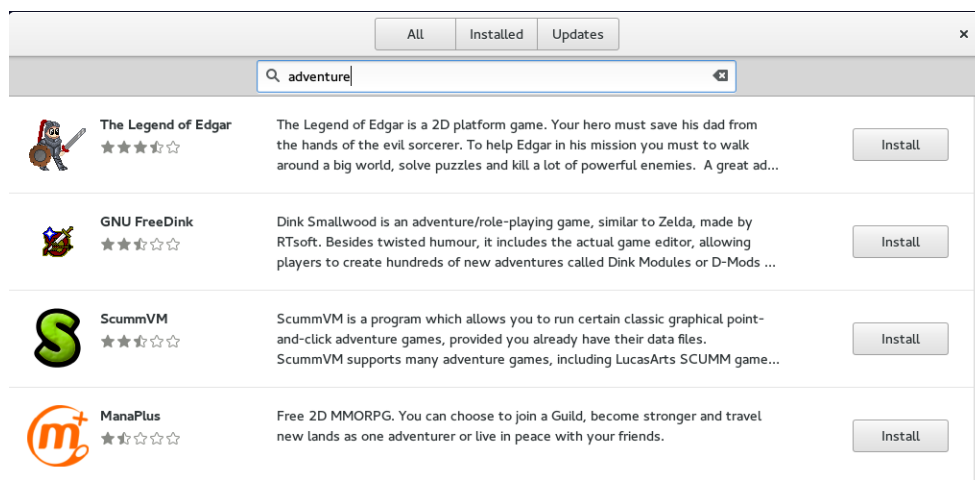 All Installed Updates
adventure
The Legend of Edgar
The Legend of Edgar is a 2D platform game. Your hero must save his dad from
the hands of the evil sorcerer. To help Edgar in his mission you must to walk
around a big world, solve puzzles and kill a lot of powerful enemies.  A great ad...
Install
GNU FreeDink
Dink Smallwood is an adventure/role-playing game, similar to Zelda, made by
RTsoft. Besides twisted humour, it includes the actual game editor, allowing
players to create hundreds of new adventures called Dink Modules or D-Mods ...
Install
ScummVM
ScummVM is a program which allows you to run certain classic graphical point-
and-click adventure games, provided you already have their data files.
ScummVM supports many adventure games, including LucasArts SCUMM game...
Install
ManaPlus
Free 2D MMORPG. You can choose to join a Guild, become stronger and travel
new lands as one adventurer or live in peace with your friends.
Install